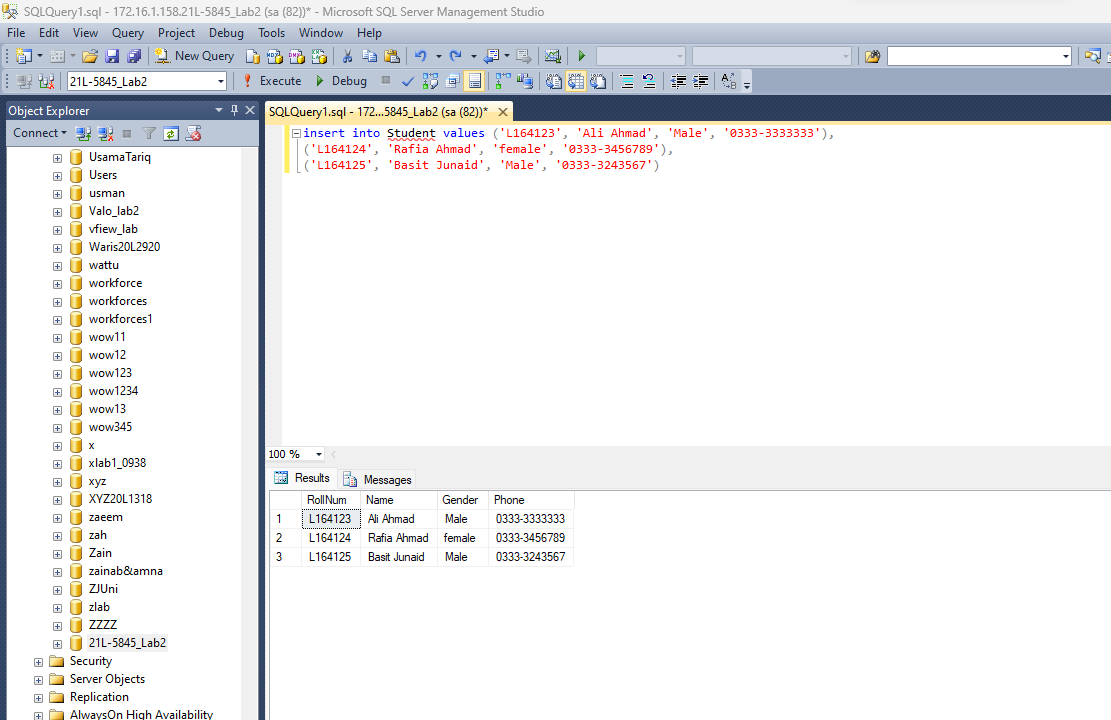 SQLQuery1.sql - 172.16.1.158.21L-5845_Lab2 (sa (82))* - Microsoft SQL Server Management Studio
File Edit View Query Project Debug Tools Window Help
New Query
21L-5845_Lab2 Execute Debug
Object Explorer
Connect
UsamaTariq
Users
usman
Valo_lab2
vfiew_lab
Waris20L2920
wattu
workforce
workforces
workforces1
wow11
wow12
wow123
wow1234
wow13
wow345
x
xlab1_0938
xyz
XYZ20L1318
zaeem
zah
Zain
zainab&amna
ZJUni
zlab
ZZZZ
21L-5845_Lab2
Security
Server Objects
Replication
AlwaysOn High Availability
SQLQuery1.sql - 172...5845_Lab2 (sa (82))*
insert into Student values ('L164123', 'Ali Ahmad', 'Male', '0333-3333333'),
('L164124', 'Rafia Ahmad', 'female', '0333-3456789'),
('L164125', 'Basit Junaid', 'Male', '0333-3243567')
100 %
Results Messages
RollNum Name Gender Phone
1 L164123 Ali Ahmad Male 0333-3333333
2 L164124 Rafia Ahmad female 0333-3456789
3 L164125 Basit Junaid Male 0333-3243567